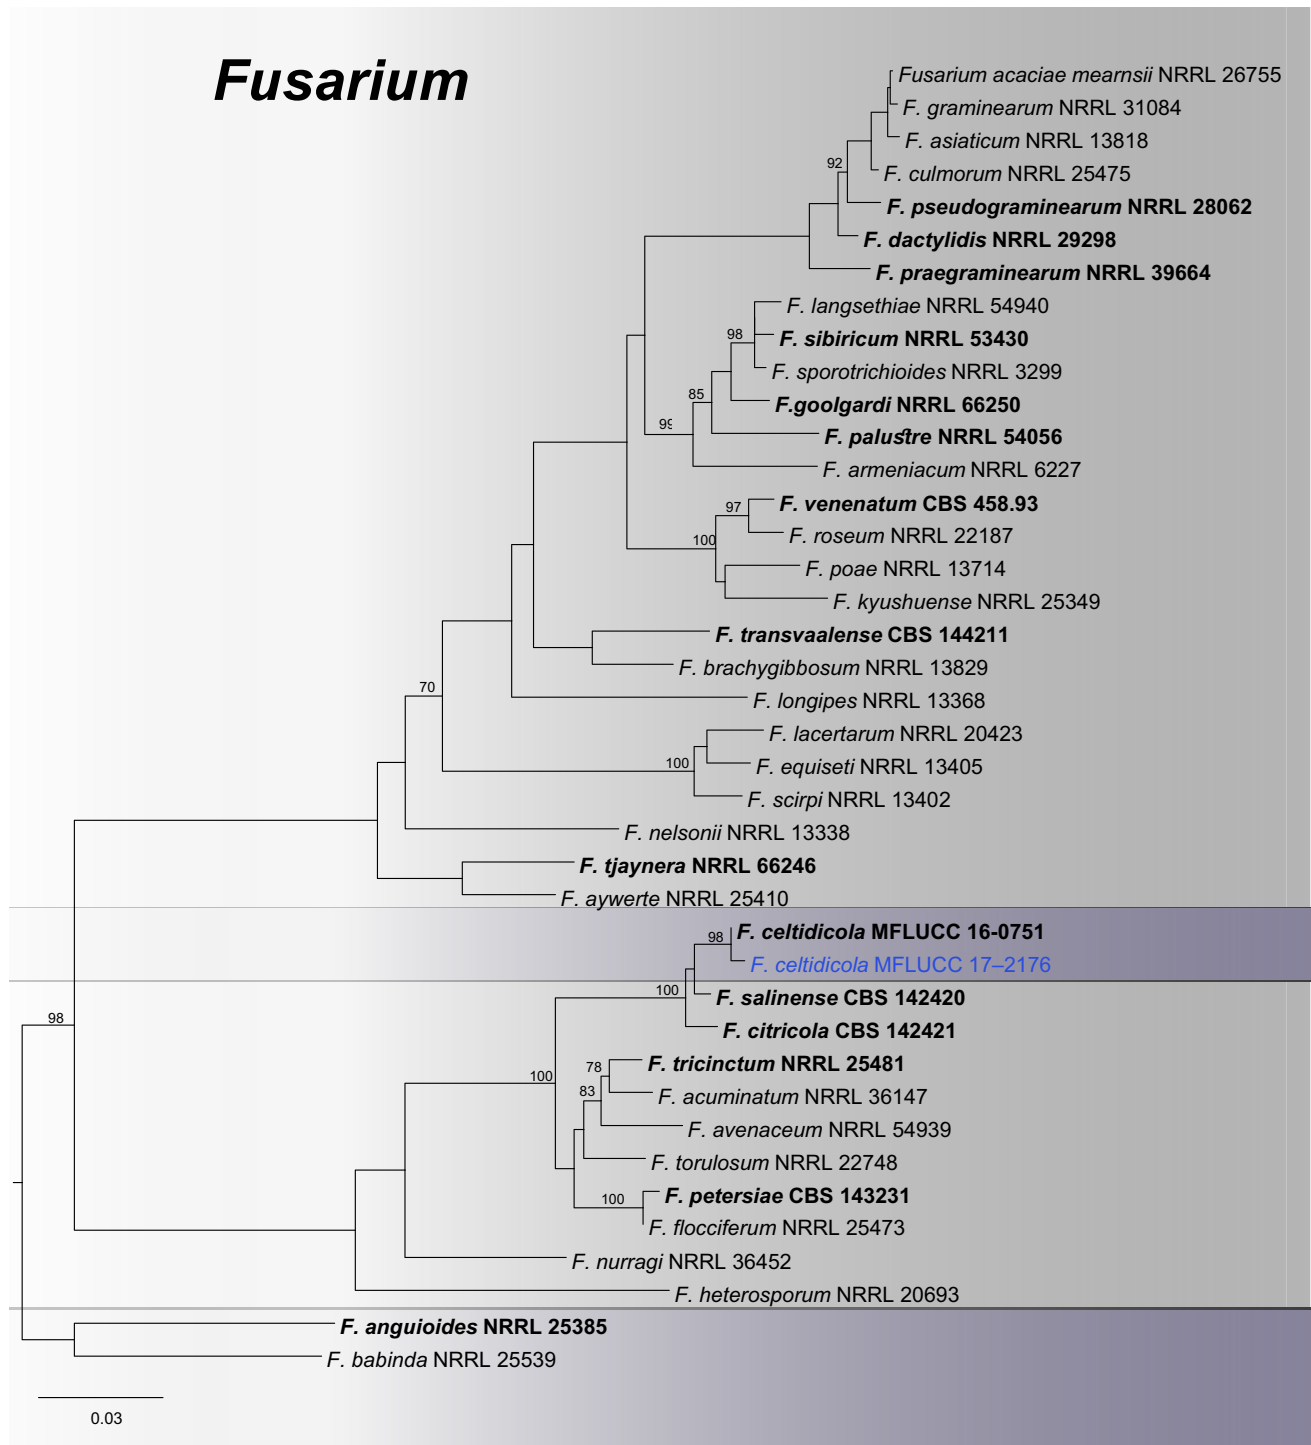 Fusarium
Fusarium acaciae mearnsii NRRL 26755
F. graminearum NRRL 31084
F. asiaticum NRRL 13818
92
F. culmorum NRRL 25475
F. pseudograminearum NRRL 28062
F. dactylidis NRRL 29298
F. praegraminearum NRRL 39664
F. langsethiae NRRL 54940
98
F. sibiricum NRRL 53430
F. sporotrichioides NRRL 3299
85
F.goolgardi NRRL 66250
99
F. palustre NRRL 54056
F. armeniacum NRRL 6227
97
F. venenatum CBS 458.93
F. roseum NRRL 22187
100
F. poae NRRL 13714
F. kyushuense NRRL 25349
F. transvaalense CBS 144211
F. brachygibbosum NRRL 13829
70
F. longipes NRRL 13368
F. lacertarum NRRL 20423
100
F. equiseti NRRL 13405
F. scirpi NRRL 13402
F. nelsonii NRRL 13338
F. tjaynera NRRL 66246
F. aywerte NRRL 25410
98
F. celtidicola MFLUCC 16-0751
F. celtidicola MFLUCC 17–2176
100
F. salinense CBS 142420
98
F. citricola CBS 142421
78
F. tricinctum NRRL 25481
100
83
F. acuminatum NRRL 36147
F. avenaceum NRRL 54939
F. torulosum NRRL 22748
100
F. petersiae CBS 143231
F. flocciferum NRRL 25473
F. nurragi NRRL 36452
F. heterosporum NRRL 20693
F. anguioides NRRL 25385
F. babinda NRRL 25539
0.03